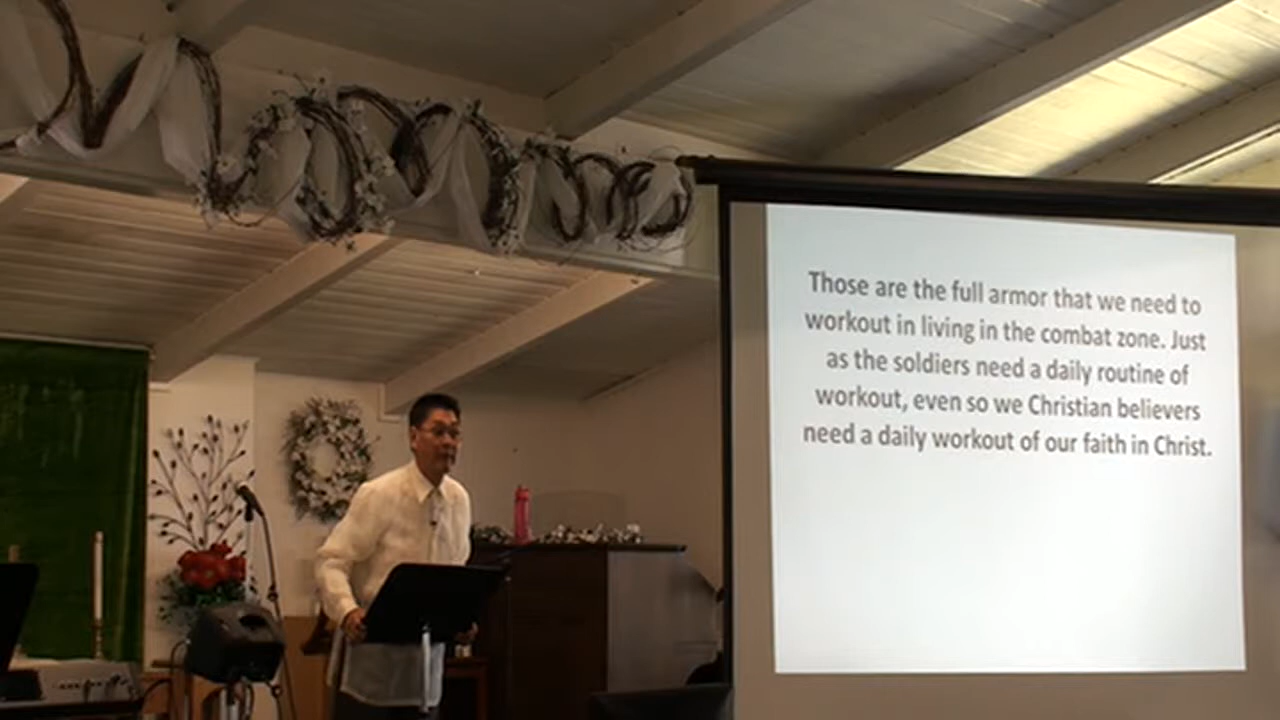 Those are the full armor that we need to
workout in living in the combat zone. Just
as the soldiers need a daily routine of
workout, even so we Christian believers
need a daily workout of our faith in Christ.